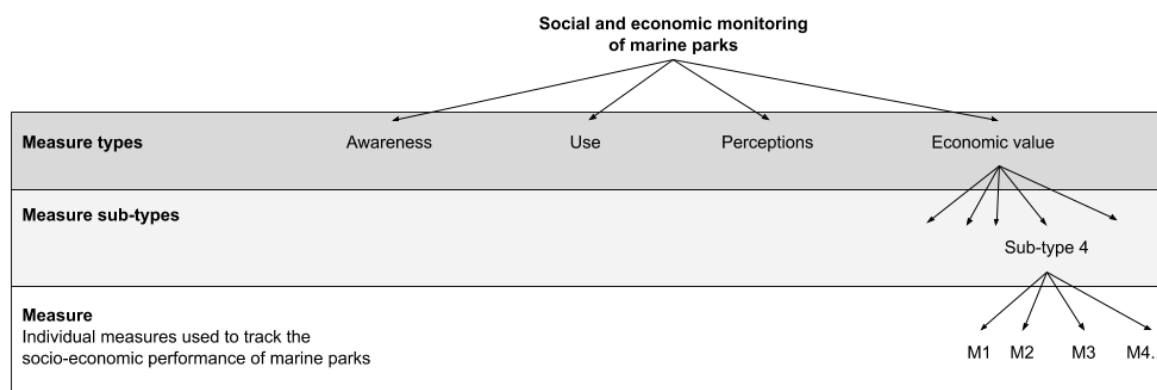 Social and economic monitoring
of marine parks
Measure types
Awareness
Use
Perceptions
Economic value
Measure sub-types
Sub-type 4
Measure
Individual measures used to track the
socio-economic performance of marine parks
M1
M2
M3
M4..